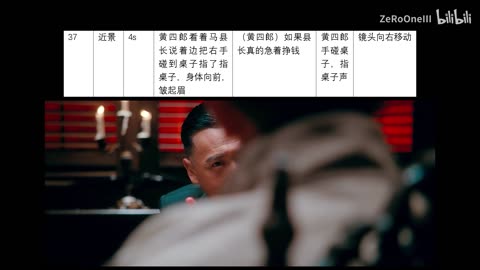 ZeRoOneIII bilibili
37 近景 4s 黄四郎看着马县 （黄四郎）如果县 黄四郎 镜头向右移动
长说着边把右手 长真的急着挣钱 手碰桌
碰到桌子指了指 子，指
桌子，身体向前， 桌子声
皱起眉